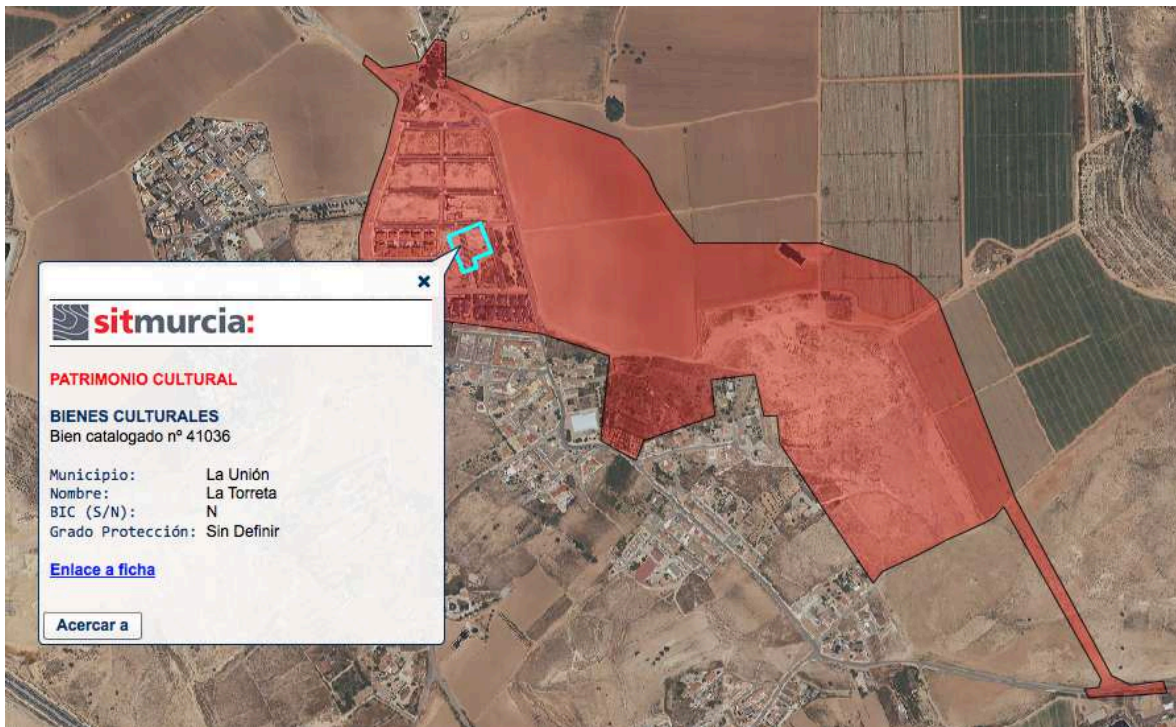 sitmurcia:
PATRIMONIO CULTURAL
BIENES CULTURALES
Bien catalogado nº 41036
Municipio: La Unión
Nombre: La Torreta
BIC (S/N): N
Grado Protección: Sin Definir
Enlace a ficha
Acercar a